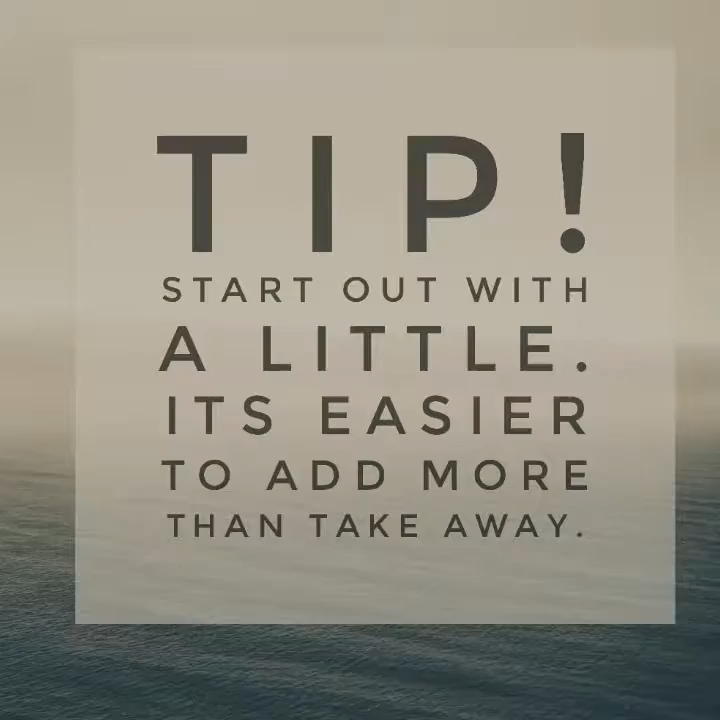 TIP!
START OUT WITH
A LITTLE.
ITS EASIER
TO ADD MORE
THAN TAKE AWAY.